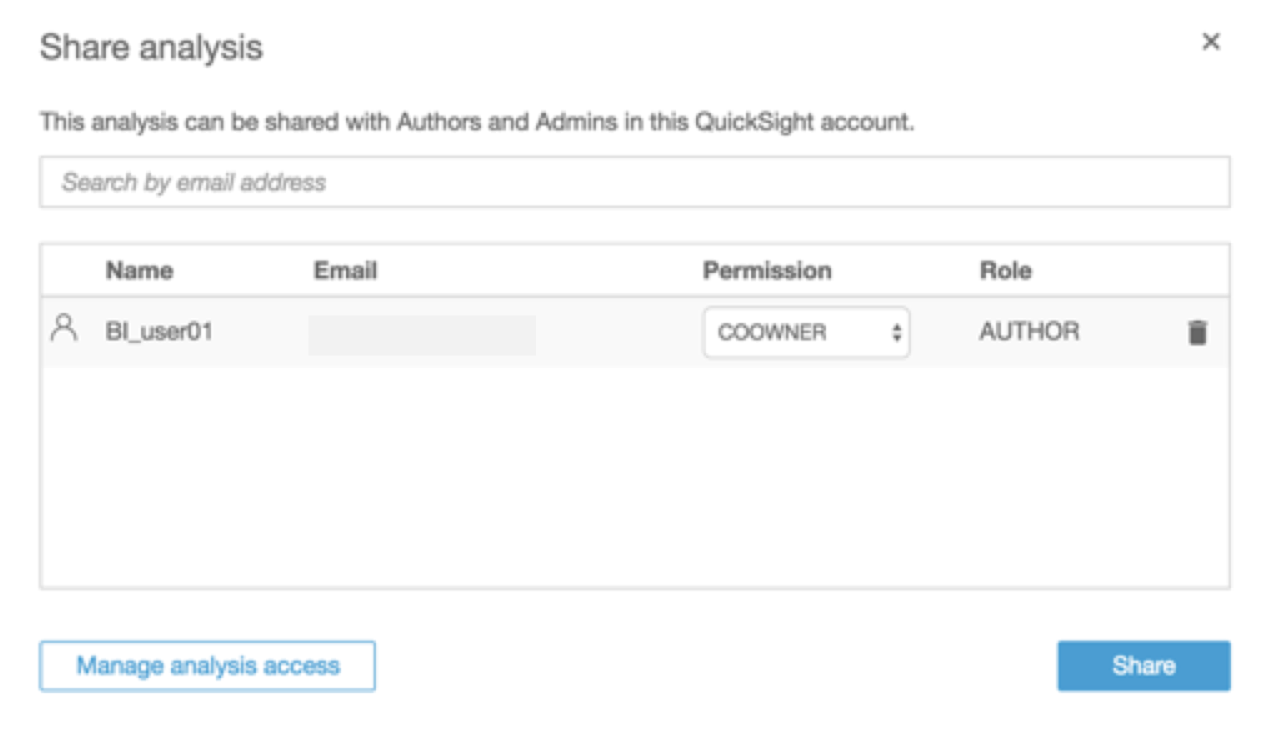 Share analysis
This analysis can be shared with Authors and Admins in this QuickSight account.
Search by email address
Name Email Permission Role
BI_user01 COOWNER AUTHOR
Manage analysis access Share